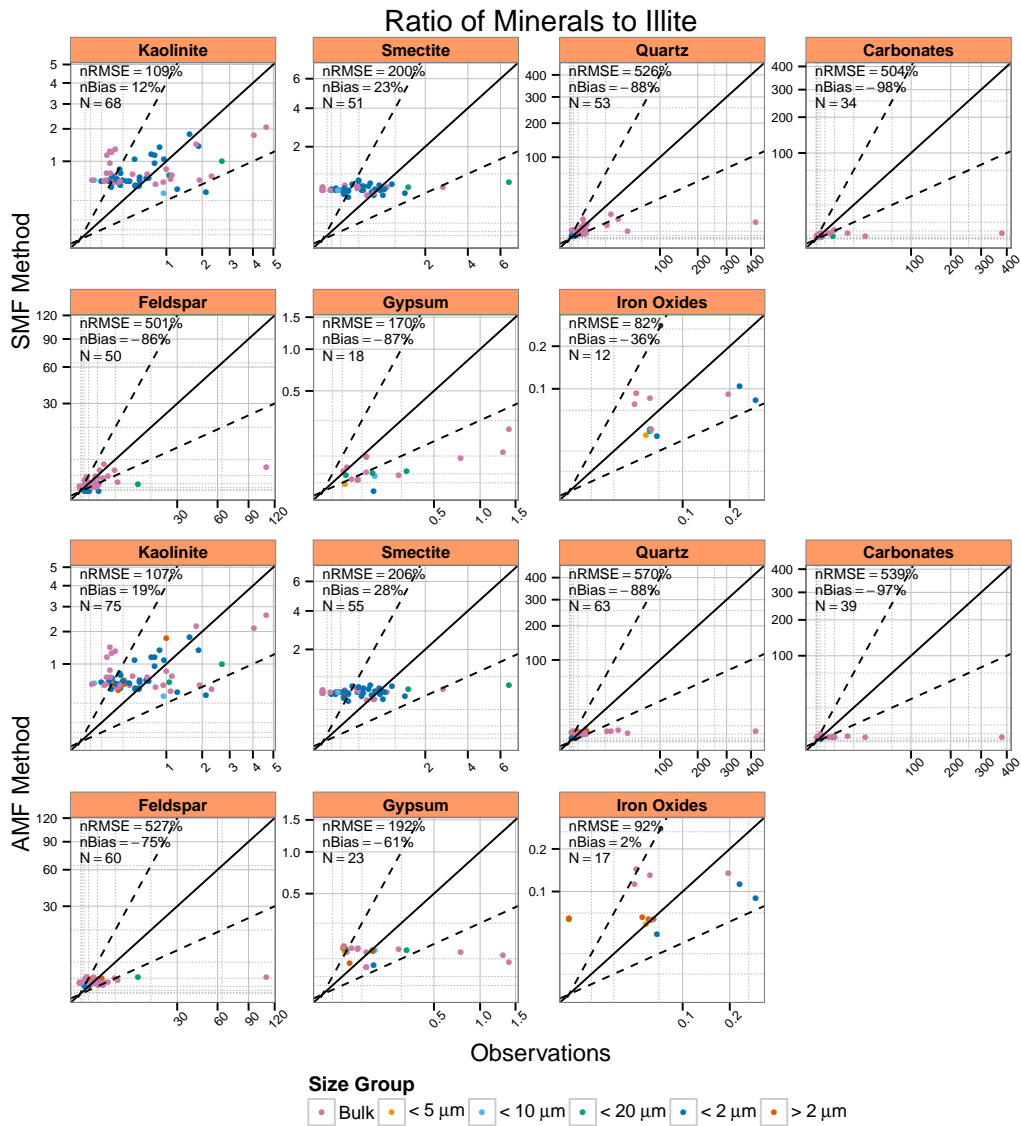 Ratio of Minerals to Illite
Kaolinite Smectite Quartz Carbonates
nRMSE = 109% nRMSE = 200% nRMSE = 526% nRMSE = 504%
nBias = 12% nBias = 23% nBias = −88% nBias = −98%
N = 68 N = 51 N = 53 N = 34
5 4 3 2 1
6 4 2
400 300 200 100
400 300 200 100
1 2 3 4 5
2 4 6
100 200 300 400
100 200 300 400
SMF Method
Feldspar Gypsum Iron Oxides
nRMSE = 501% nRMSE = 170% nRMSE = 82%
nBias = −86% nBias = −87% nBias = −36%
N = 50 N = 18 N = 12
120 90 60 30
1.5 1.0 0.5
0.2 0.1
30 60 90 120
0.5 1.0 1.5
0.1 0.2
Kaolinite Smectite Quartz Carbonates
nRMSE = 107% nRMSE = 206% nRMSE = 570% nRMSE = 539%
nBias = 19% nBias = 28% nBias = −88% nBias = −97%
N = 75 N = 55 N = 63 N = 39
5 4 3 2 1
6 4 2
400 300 200 100
400 300 200 100
1 2 3 4 5
2 4 6
100 200 300 400
100 200 300 400
AMF Method
Feldspar Gypsum Iron Oxides
nRMSE = 527% nRMSE = 192% nRMSE = 92%
nBias = −75% nBias = −61% nBias = 2%
N = 60 N = 23 N = 17
120 90 60 30
1.5 1.0 0.5
0.2 0.1
30 60 90 120
0.5 1.0 1.5
0.1 0.2
Observations
Size Group
Bulk < 5 μm < 10 μm < 20 μm < 2 μm > 2 μm